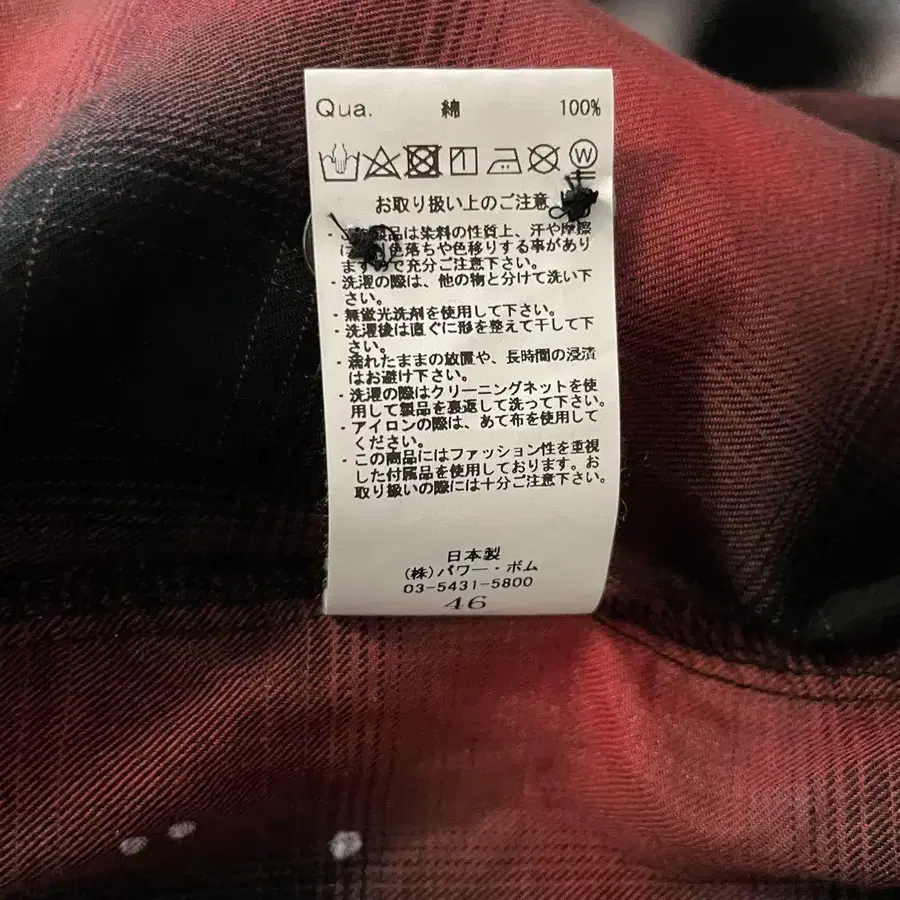 Qua. 綿 100%
W
お取り扱い上のご注意
・ 品は染料の性質上、汗や摩擦
に 色落ちや色移りする事があり
ますので充分ご注意下さい。
・洗濯の際は、他の物と分けて洗い下
さい。
・無蛍光洗剤を使用して下さい。
・洗濯後は直ぐに形を整えて干して下
さい。
・濡れたままの放置や、長時間の浸漬
はお避け下さい。
・洗濯の際はクリーニングネットを使
用して製品を裏返して洗って下さい。
・アイロンの際は、あて布を使用して
ください。
・この商品にはファッション性を重視
した付属品を使用しております。お
取り扱いの際には十分ご注意下さい。
日本製
(株)パワー・ボム
03-5431-5800
46